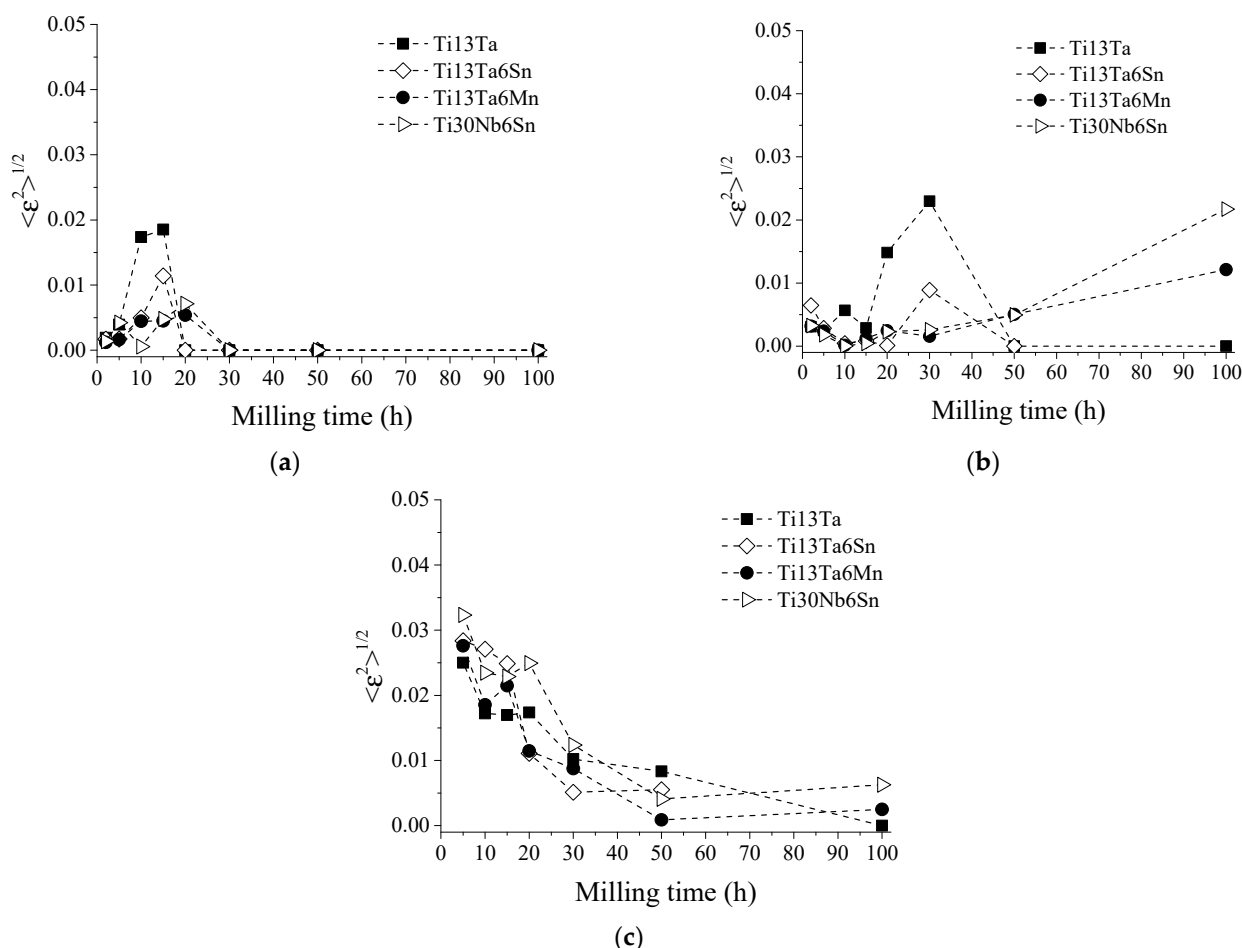 0.05
0.04
0.03
0.02
0.01
0.00
<ε²>^1/2
Ti13Ta
Ti13Ta6Sn
Ti13Ta6Mn
Ti30Nb6Sn
0 10 20 30 40 50 60 70 80 90 100
Milling time (h)
(a)
0.05
0.04
0.03
0.02
0.01
0.00
<ε²>^1/2
Ti13Ta
Ti13Ta6Sn
Ti13Ta6Mn
Ti30Nb6Sn
0 10 20 30 40 50 60 70 80 90 100
Milling time (h)
(b)
0.05
0.04
0.03
0.02
0.01
0.00
<ε²>^1/2
Ti13Ta
Ti13Ta6Sn
Ti13Ta6Mn
Ti30Nb6Sn
0 10 20 30 40 50 60 70 80 90 100
Milling time (h)
(c)